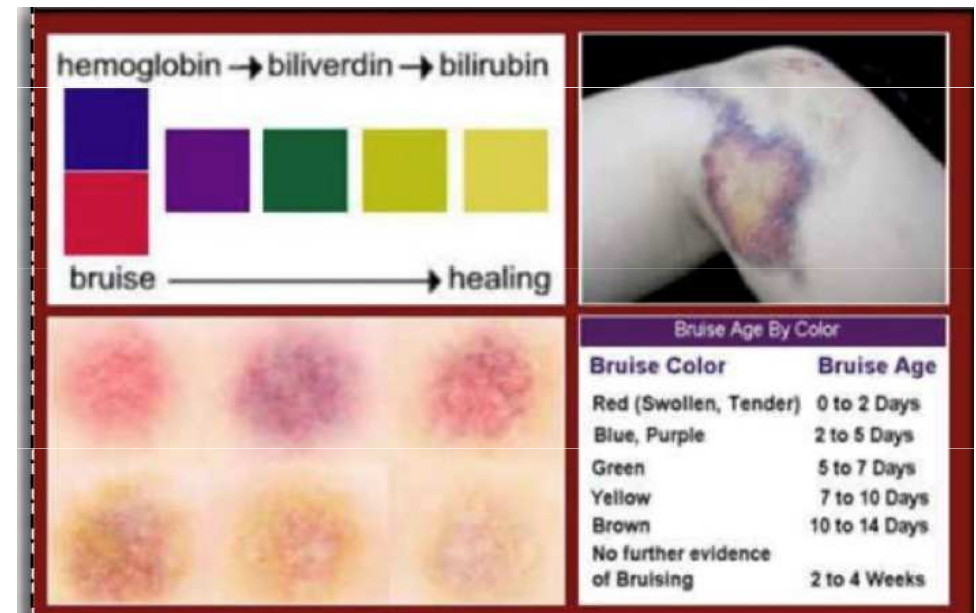 hemoglobin → biliverdin → bilirubin
bruise → healing
Bruise Age By Color
Bruise Color Bruise Age
Red (Swollen, Tender) 0 to 2 Days
Blue, Purple 2 to 5 Days
Green 5 to 7 Days
Yellow 7 to 10 Days
Brown 10 to 14 Days
No further evidence
of Bruising 2 to 4 Weeks